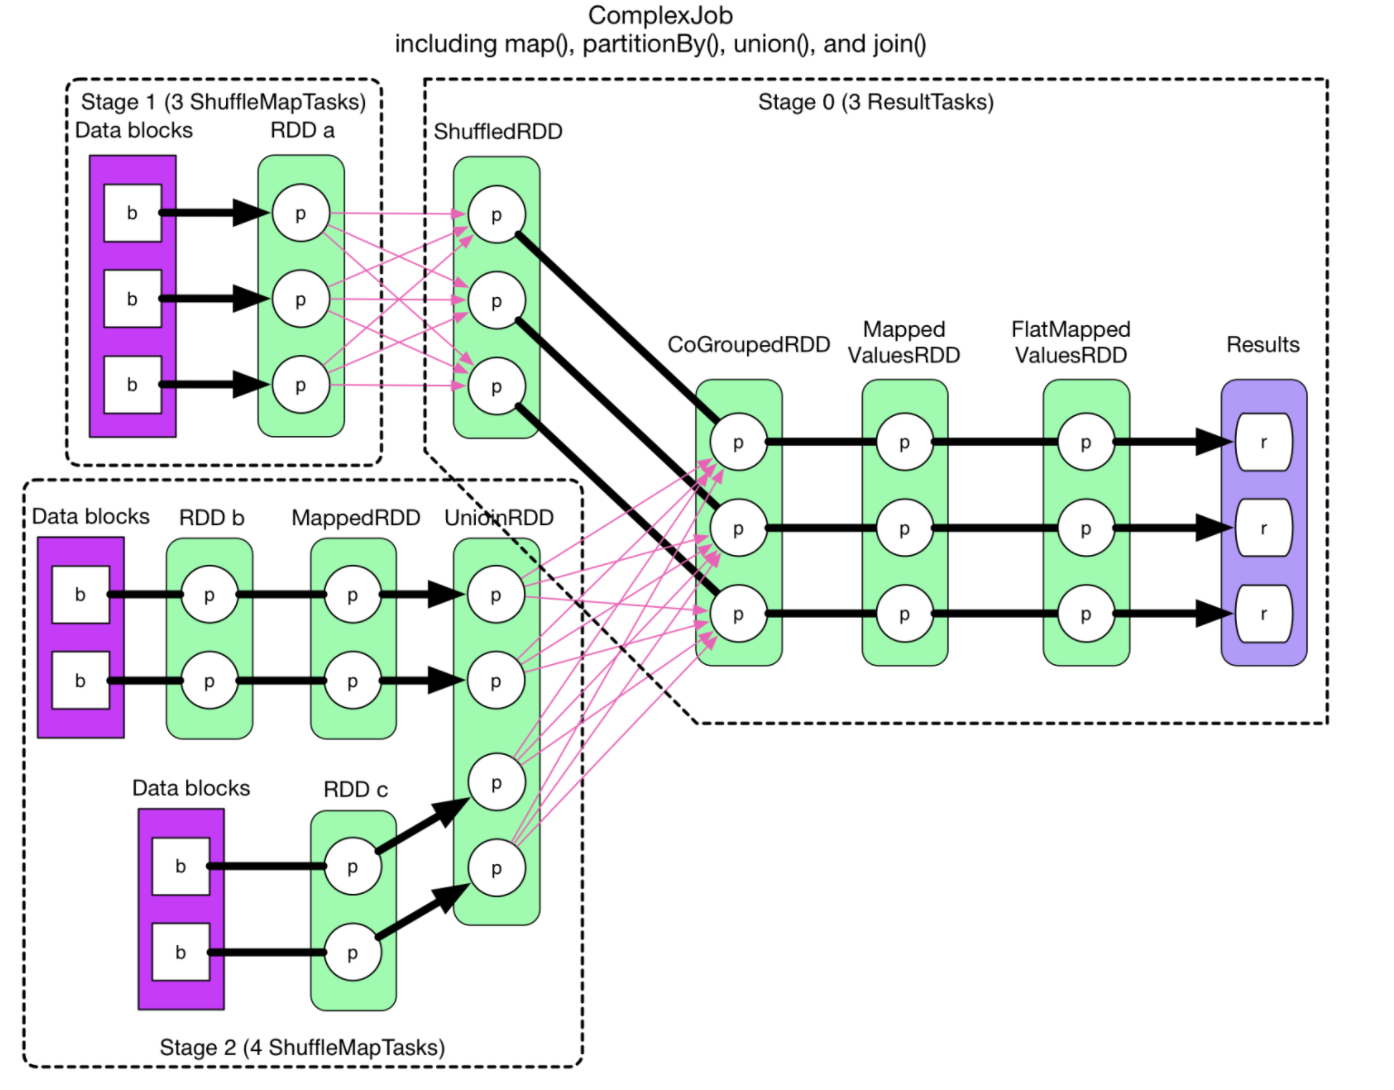 ComplexJob
including map(), partitionBy(), union(), and join()
Stage 1 (3 ShuffleMapTasks)
Data blocks
RDD a
b
p
b
p
b
p
Stage 0 (3 ResultTasks)
ShuffledRDD
p
p
p
CoGroupedRDD
Mapped
ValuesRDD
FlatMapped
ValuesRDD
Results
p
p
p
r
p
p
p
r
p
p
p
r
Data blocks
RDD b
MappedRDD
UnioinRDD
b
p
p
p
b
p
p
p
Data blocks
RDD c
p
b
p
p
b
p
Stage 2 (4 ShuffleMapTasks)